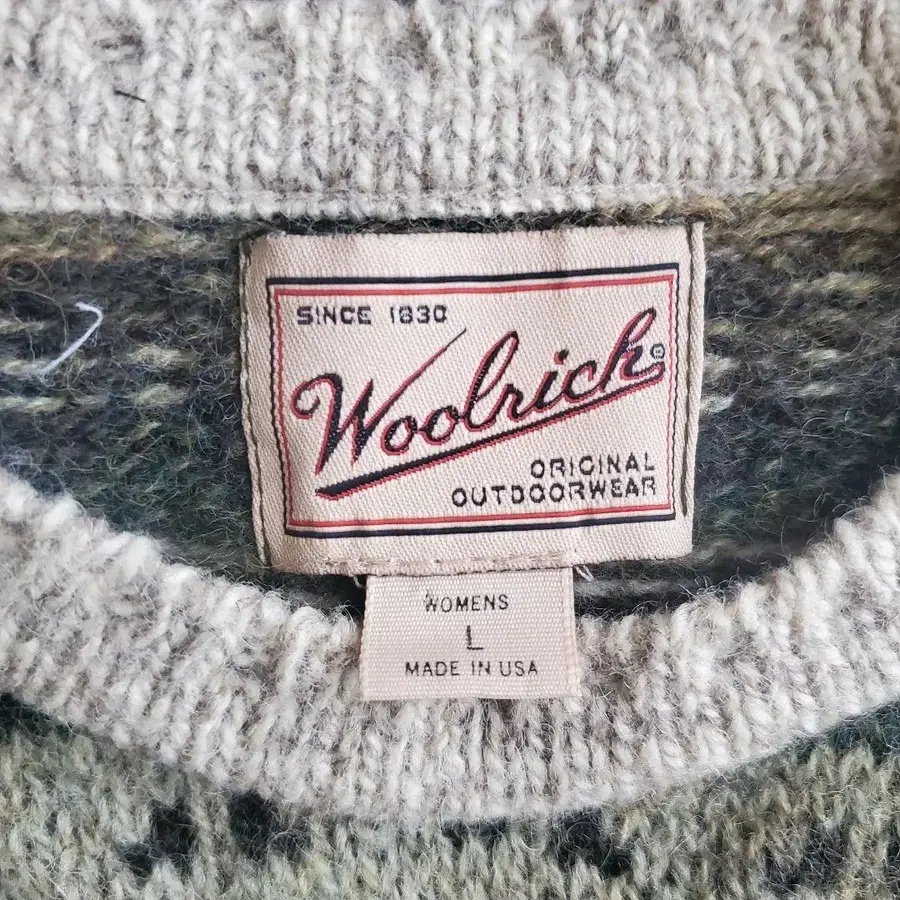 SINCE 1830
Woolrich®
ORIGINAL
OUTDOORWEAR
WOMENS
L
MADE IN USA